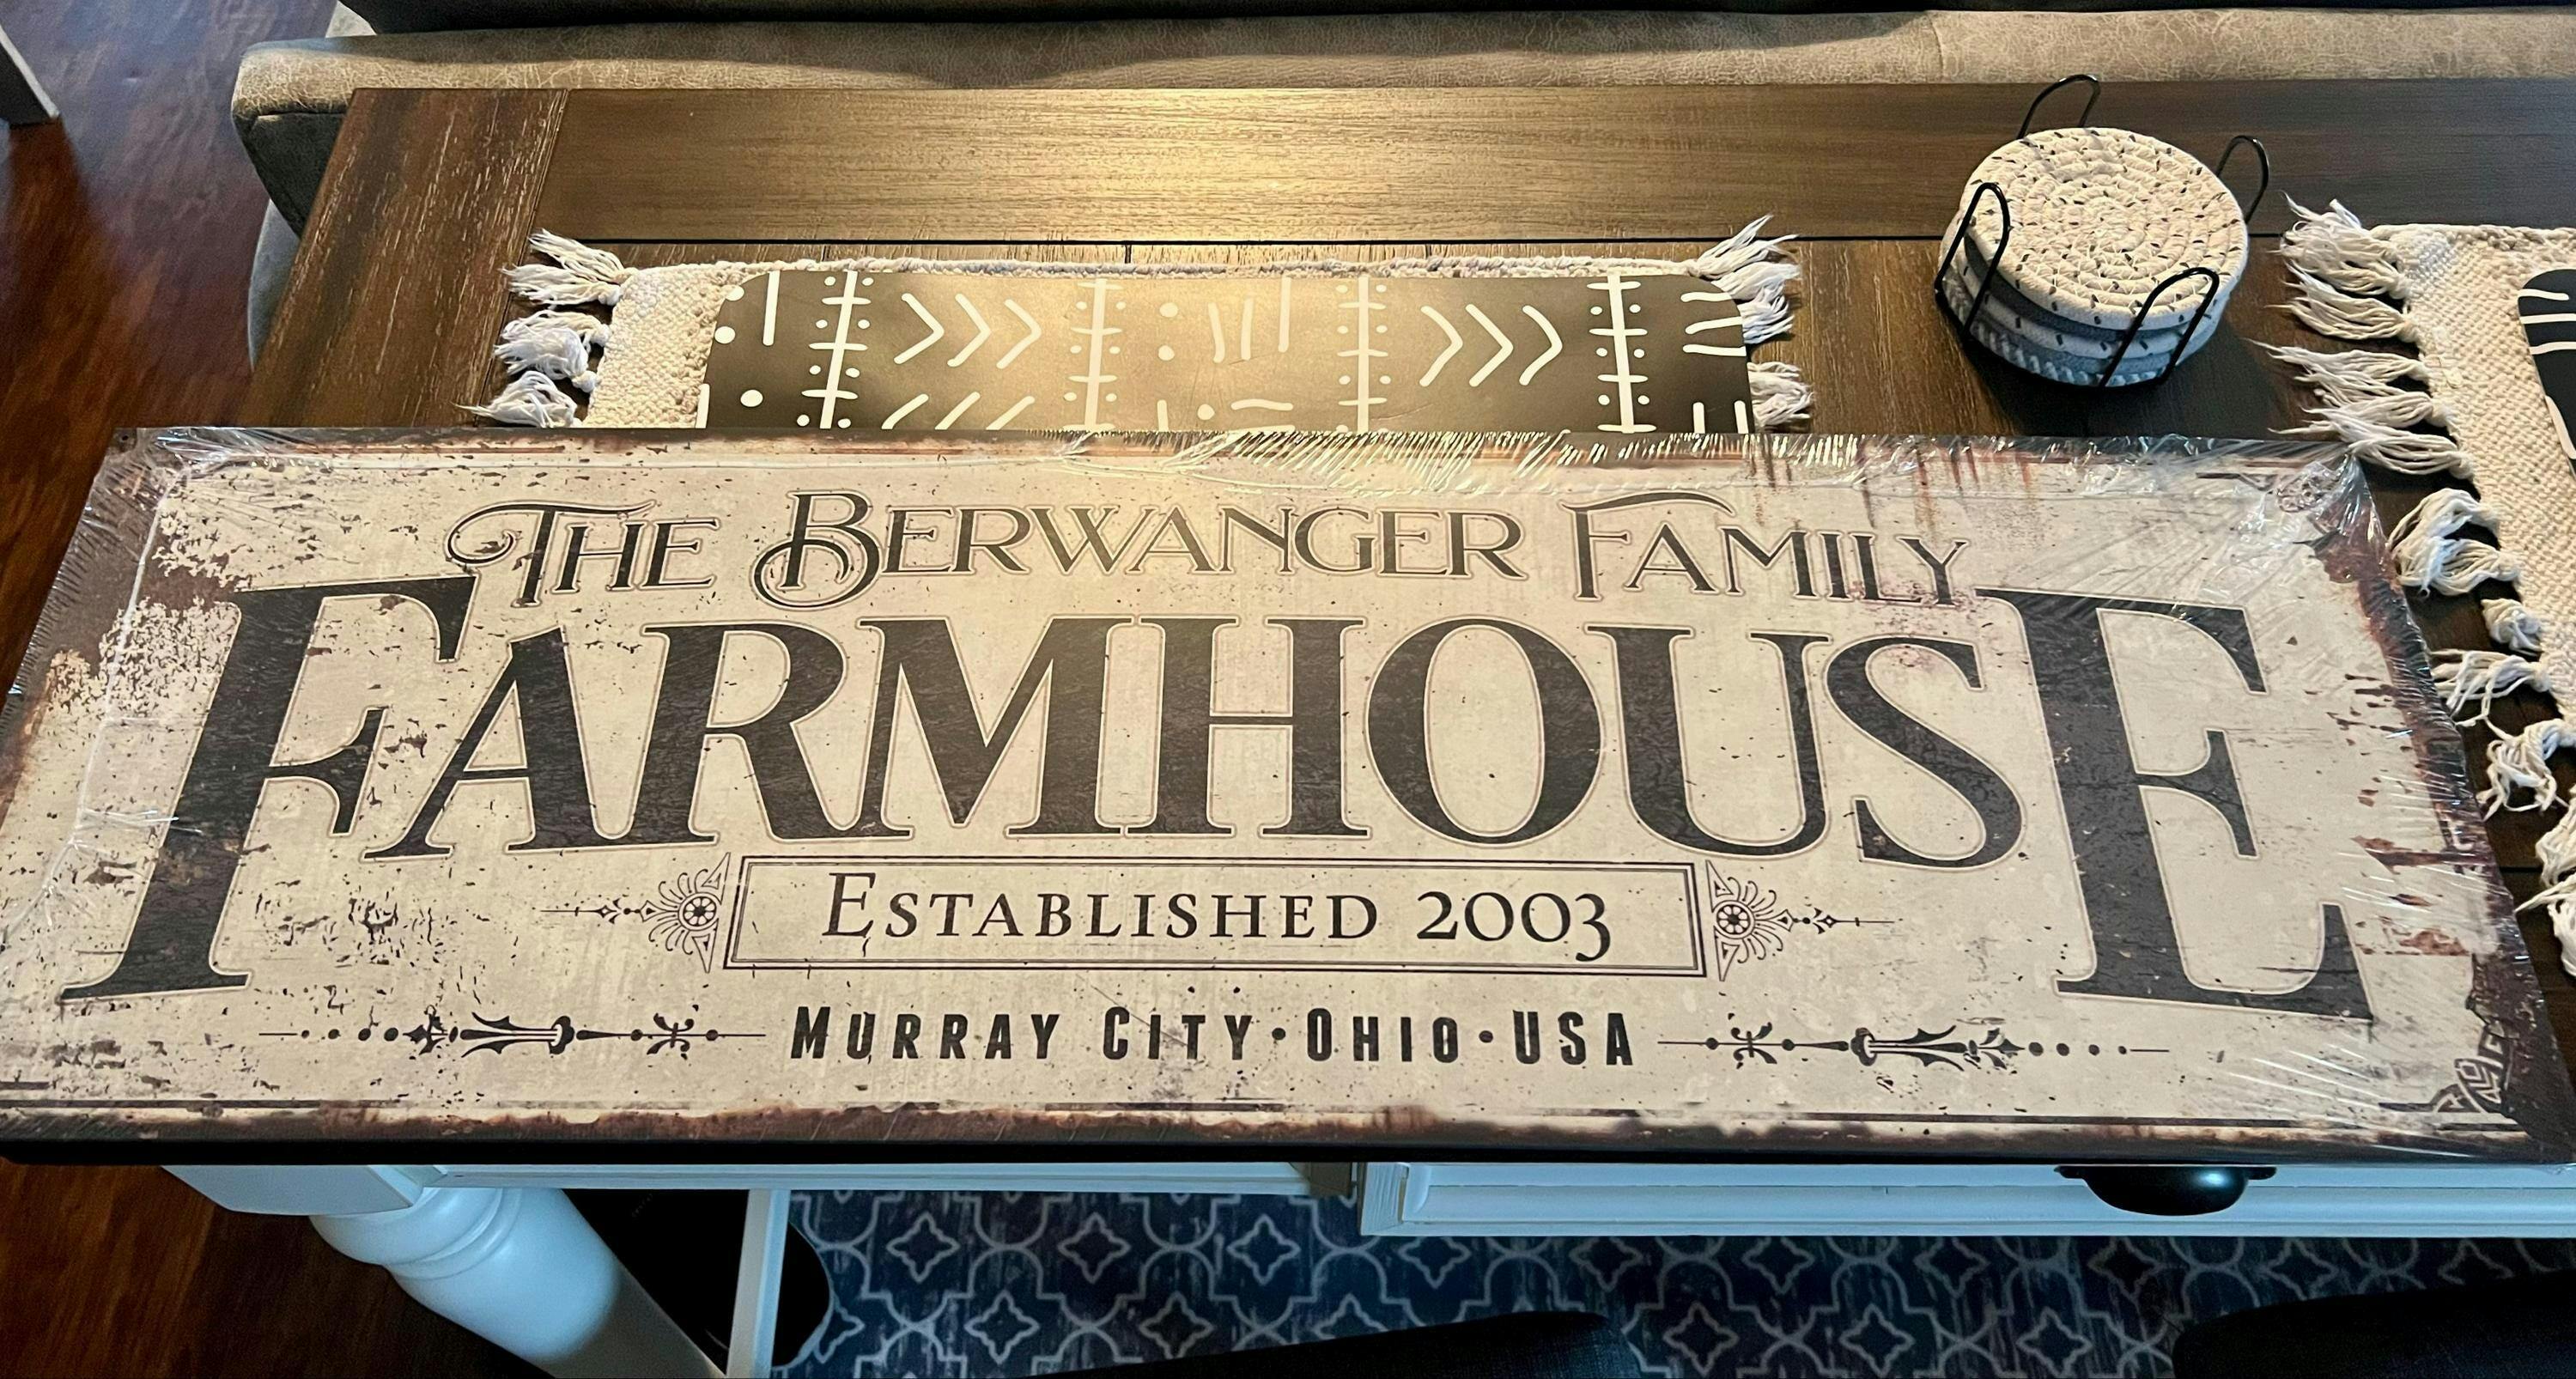 THE BERWANGER FAMILY
FARMHOUSE
ESTABLISHED 2003
MURRAY CITY•OHIO•USA